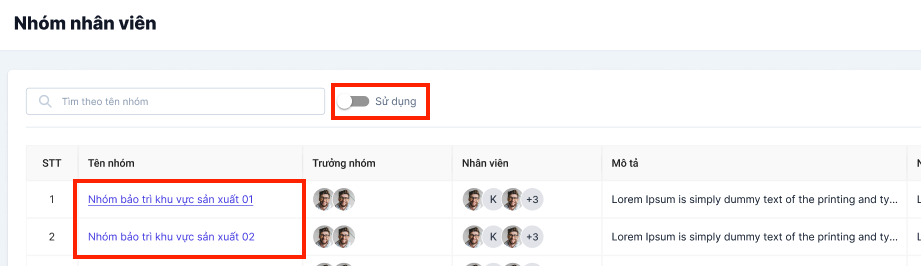 Nhóm nhân viên
Tìm theo tên nhóm Sử dụng
STT Tên nhóm Trưởng nhóm Nhân viên Mô tả
1 Nhóm bảo trì khu vực sản xuất 01 K +3 Lorem Ipsum is simply dummy text of the printing and ty...
2 Nhóm bảo trì khu vực sản xuất 02 K +3 Lorem Ipsum is simply dummy text of the printing and ty...